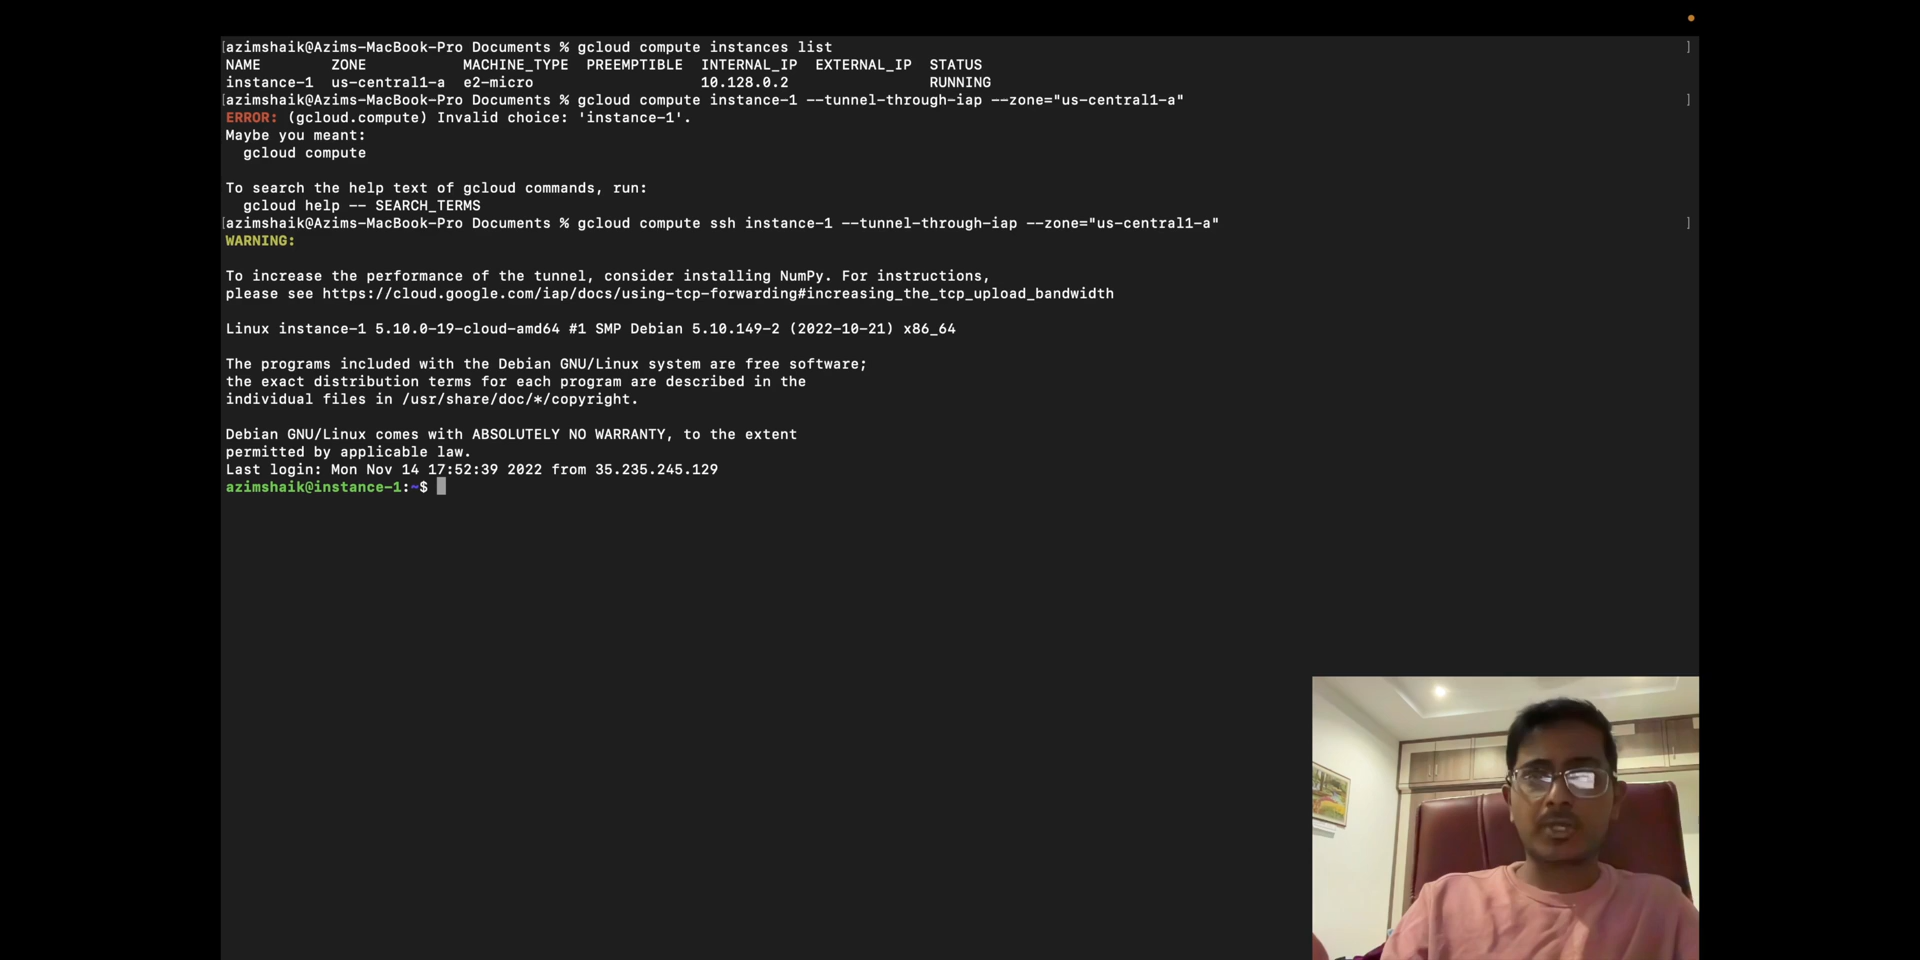 [azimshaik@Azims-MacBook-Pro Documents % gcloud compute instances list ]
NAME ZONE MACHINE_TYPE PREEMPTIBLE INTERNAL_IP EXTERNAL_IP STATUS
instance-1 us-central1-a e2-micro 10.128.0.2 RUNNING
[azimshaik@Azims-MacBook-Pro Documents % gcloud compute instance-1 --tunnel-through-iap --zone="us-central1-a" ]
ERROR: (gcloud.compute) Invalid choice: 'instance-1'.
Maybe you meant:
gcloud compute
To search the help text of gcloud commands, run:
gcloud help -- SEARCH_TERMS
[azimshaik@Azims-MacBook-Pro Documents % gcloud compute ssh instance-1 --tunnel-through-iap --zone="us-central1-a" ]
WARNING:
To increase the performance of the tunnel, consider installing NumPy. For instructions,
please see https://cloud.google.com/iap/docs/using-tcp-forwarding#increasing_the_tcp_upload_bandwidth
Linux instance-1 5.10.0-19-cloud-amd64 #1 SMP Debian 5.10.149-2 (2022-10-21) x86_64
The programs included with the Debian GNU/Linux system are free software;
the exact distribution terms for each program are described in the
individual files in /usr/share/doc/*/copyright.
Debian GNU/Linux comes with ABSOLUTELY NO WARRANTY, to the extent
permitted by applicable law.
Last login: Mon Nov 14 17:52:39 2022 from 35.235.245.129
azimshaik@instance-1:~$